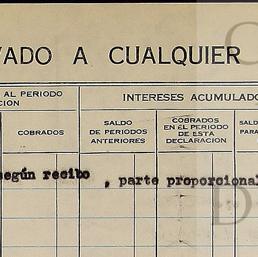 VADO A CUALQUIER
AL PERIODO
CION
INTERESES ACUMULADO
COBRADOS
SALDO
DE PERIODOS
ANTERIORES
COBRADOS
EN EL PERIODO
DE ESTA
DECLARACION
SALD
PARA
según recibo , parte proporcional